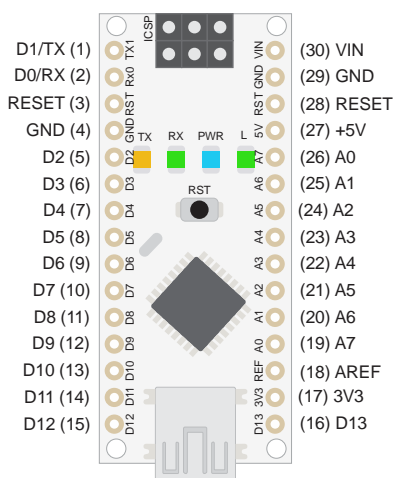 ICSP
D1/TX (1) TX1 VIN (30) VIN
D0/RX (2) Rx0 GND (29) GND
RESET (3) RST RST (28) RESET
GND (4) GND 5V (27) +5V
TX RX PWR L
D2 (5) D2 A7 (26) A0
D3 (6) D3 A6 (25) A1
RST
D4 (7) D4 A5 (24) A2
D5 (8) D5 A4 (23) A3
D6 (9) D6 A3 (22) A4
D7 (10) D7 A2 (21) A5
D8 (11) D8 A1 (20) A6
D9 (12) D9 A0 (19) A7
D10 (13) D10 REF (18) AREF
D11 (14) D11 3V3 (17) 3V3
D12 (15) D12 D13 (16) D13